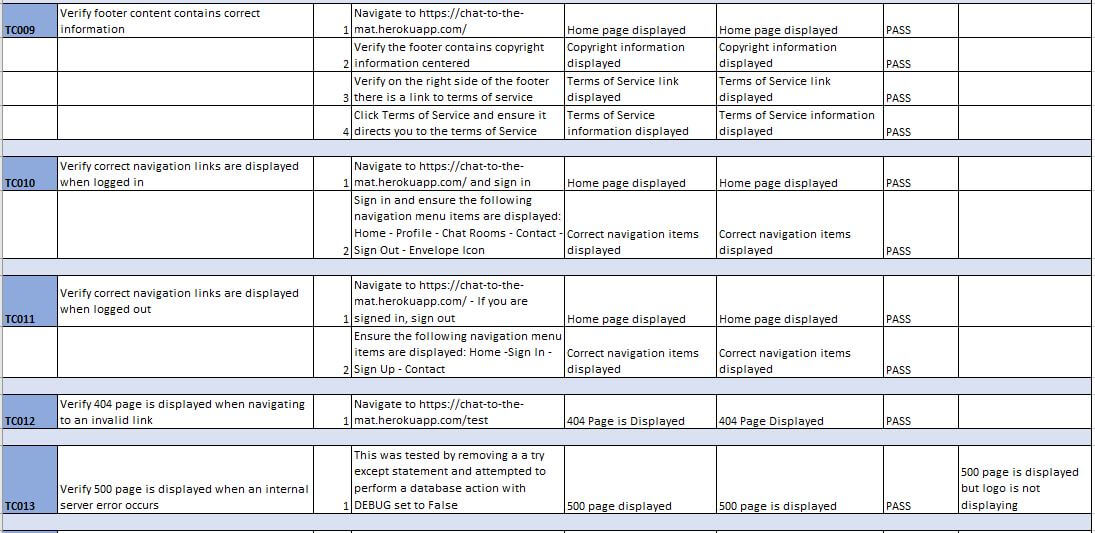 TC009
Verify footer content contains correct
information
1
Navigate to https://chat-to-the-
mat.herokuapp.com/
Home page displayed
Home page displayed
PASS
2
Verify the footer contains copyright
information centered
Copyright information
displayed
Copyright information
displayed
PASS
3
Verify on the right side of the footer
there is a link to terms of service
Terms of Service link
displayed
Terms of Service link
displayed
PASS
4
Click Terms of Service and ensure it
directs you to the terms of Service
Terms of Service
information displayed
Terms of Service information
displayed
PASS
TC010
Verify correct navigation links are displayed
when logged in
1
Navigate to https://chat-to-the-
mat.herokuapp.com/ and sign in
Home page displayed
Home page displayed
PASS
2
Sign in and ensure the following
navigation menu items are displayed:
Home - Profile - Chat Rooms - Contact -
Sign Out - Envelope Icon
Correct navigation items
displayed
Correct navigation items
displayed
PASS
TC011
Verify correct navigation links are displayed
when logged out
1
Navigate to https://chat-to-the-
mat.herokuapp.com/ - If you are
signed in, sign out
Home page displayed
Home page displayed
PASS
2
Ensure the following navigation menu
items are displayed: Home -Sign In -
Sign Up - Contact
Correct navigation items
displayed
Correct navigation items
displayed
PASS
TC012
Verify 404 page is displayed when navigating
to an invalid link
1
Navigate to https://chat-to-the-
mat.herokuapp.com/test
404 Page is Displayed
404 Page Displayed
PASS
TC013
Verify 500 page is displayed when an internal
server error occurs
1
This was tested by removing a a try
except statement and attempted to
perform a database action with
DEBUG set to False
500 page displayed
500 page is displayed
PASS
500 page is displayed
but logo is not
displaying